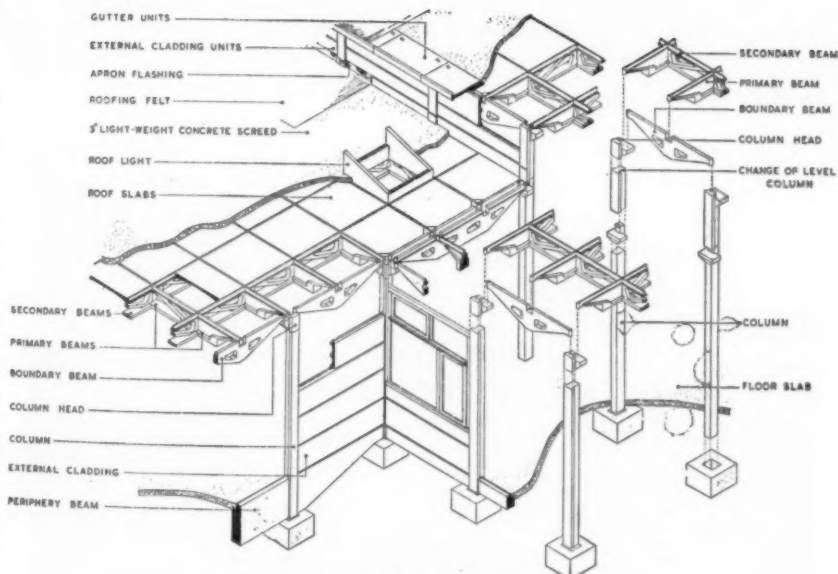 GUTTER UNITS
EXTERNAL CLADDING UNITS
APRON FLASHING
ROOFING FELT
3" LIGHT-WEIGHT CONCRETE SCREED
ROOF LIGHT
ROOF SLABS
SECONDARY BEAMS
PRIMARY BEAMS
BOUNDARY BEAM
COLUMN HEAD
COLUMN
EXTERNAL CLADDING
PERIPHERY BEAM
SECONDARY BEAM
PRIMARY BEAM
BOUNDARY BEAM
COLUMN HEAD
CHANGE OF LEVEL
COLUMN
COLUMN
FLOOR SLAB